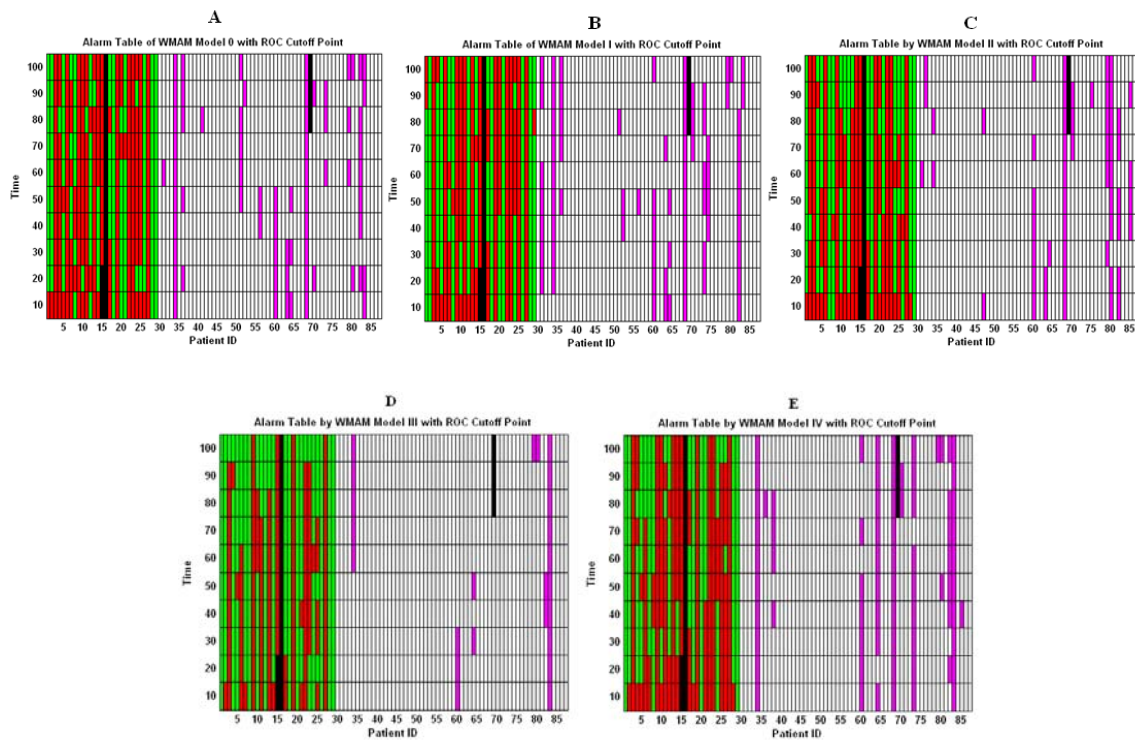 A
Alarm Table of WMAM Model 0 with ROC Cutoff Point
Time
100
90
80
70
60
50
40
30
20
10
5 10 15 20 25 30 35 40 45 50 55 60 65 70 75 80 85
Patient ID
B
Alarm Table of WMAM Model I with ROC Cutoff Point
Time
100
90
80
70
60
50
40
30
20
10
5 10 15 20 25 30 35 40 45 50 55 60 65 70 75 80 85
Patient ID
C
Alarm Table by WMAM Model II with ROC Cutoff Point
Time
100
90
80
70
60
50
40
30
20
10
5 10 15 20 25 30 35 40 45 50 55 60 65 70 75 80 85
Patient ID
D
Alarm Table by WMAM Model III with ROC Cutoff Point
Time
100
90
80
70
60
50
40
30
20
10
5 10 15 20 25 30 35 40 45 50 55 60 65 70 75 80 85
Patient ID
E
Alarm Table by WMAM Model IV with ROC Cutoff Point
Time
100
90
80
70
60
50
40
30
20
10
5 10 15 20 25 30 35 40 45 50 55 60 65 70 75 80 85
Patient ID